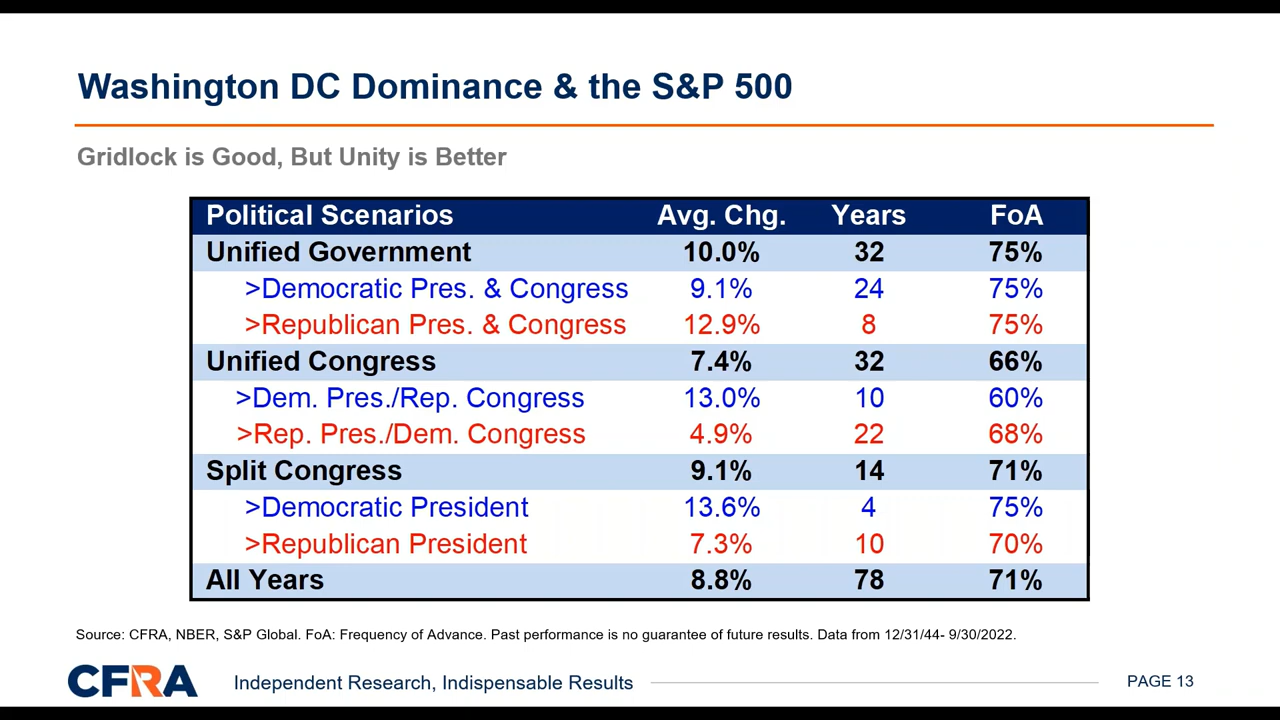 Washington DC Dominance & the S&P 500
Gridlock is Good, But Unity is Better
Political Scenarios Avg. Chg. Years FoA
Unified Government 10.0% 32 75%
>Democratic Pres. & Congress 9.1% 24 75%
>Republican Pres. & Congress 12.9% 8 75%
Unified Congress 7.4% 32 66%
>Dem. Pres./Rep. Congress 13.0% 10 60%
>Rep. Pres./Dem. Congress 4.9% 22 68%
Split Congress 9.1% 14 71%
>Democratic President 13.6% 4 75%
>Republican President 7.3% 10 70%
All Years 8.8% 78 71%
Source: CFRA, NBER, S&P Global. FoA: Frequency of Advance. Past performance is no guarantee of future results. Data from 12/31/44- 9/30/2022.
CFRA Independent Research, Indispensable Results PAGE 13